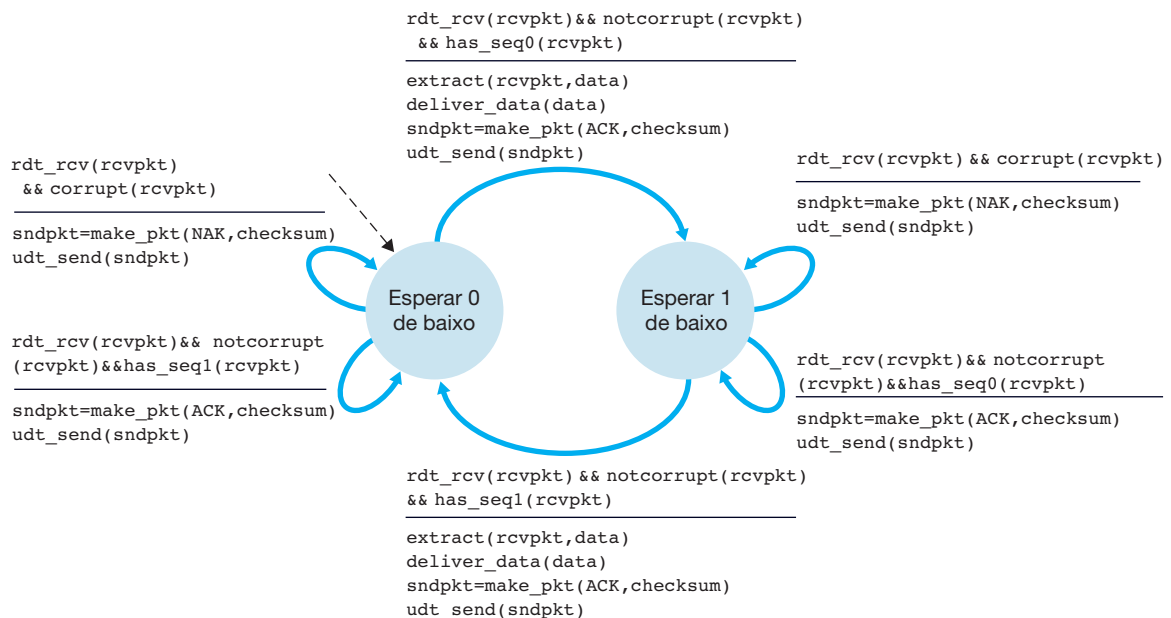 rdt_rcv(rcvpkt)&& notcorrupt(rcvpkt)
&& has_seq0(rcvpkt)
extract(rcvpkt,data)
deliver_data(data)
sndpkt=make_pkt(ACK,checksum)
udt_send(sndpkt)
rdt_rcv(rcvpkt)
&& corrupt(rcvpkt)
sndpkt=make_pkt(NAK,checksum)
udt_send(sndpkt)
rdt_rcv(rcvpkt) && corrupt(rcvpkt)
sndpkt=make_pkt(NAK,checksum)
udt_send(sndpkt)
Esperar 0
de baixo
Esperar 1
de baixo
rdt_rcv(rcvpkt)&& notcorrupt
(rcvpkt)&&has_seq1(rcvpkt)
sndpkt=make_pkt(ACK,checksum)
udt_send(sndpkt)
rdt_rcv(rcvpkt)&& notcorrupt
(rcvpkt)&&has_seq0(rcvpkt)
sndpkt=make_pkt(ACK,checksum)
udt_send(sndpkt)
rdt_rcv(rcvpkt) && notcorrupt(rcvpkt)
&& has_seq1(rcvpkt)
extract(rcvpkt,data)
deliver_data(data)
sndpkt=make_pkt(ACK,checksum)
udt_send(sndpkt)